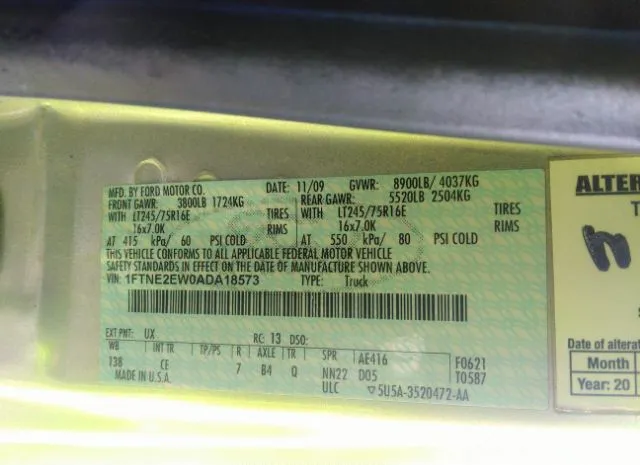 MFD. BY FORD MOTOR CO. DATE: 11/09 GVWR: 8900LB/ 4037KG
FRONT GAWR: 3800LB 1724KG REAR GAWR: 5520LB 2504KG
WITH LT245/75R16E TIRES WITH LT245/75R16E TIRES
16x7.0K RIMS 16x7.0K RIMS
AT 415 kPa/ 60 PSI COLD AT 550 kPa/ 80 PSI COLD
THIS VEHICLE CONFORMS TO ALL APPLICABLE FEDERAL MOTOR VEHICLE
SAFETY STANDARDS IN EFFECT ON THE DATE OF MANUFACTURE SHOWN ABOVE.
VIN: 1FTNE2EW0ADA18573 TYPE: Truck
EXT PNT: UX RC: 13 DSO:
WB INT TR TP/PS R AXLE TR SPR AE416 F0621
138 CE 7 B4 Q NN22 D05 T0587
MADE IN U.S.A. ULC ▽5U5A-3520472-AA
ALTER
T
Date of alterat
Month
Year: 20